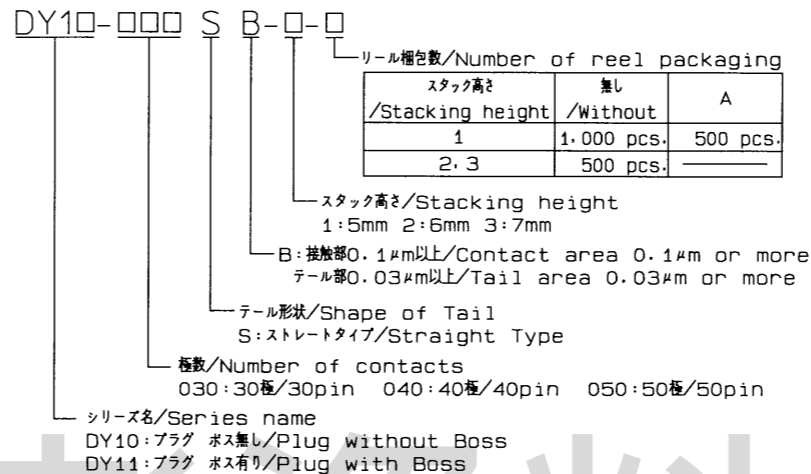 DY1□-□□□ S B-□-□
リール梱包数/Number of reel packaging
スタック高さ/Stacking height 無し/Without A
1 1,000 pcs. 500 pcs.
2,3 500 pcs. ———
スタック高さ/Stacking height
1:5mm 2:6mm 3:7mm
B:接触部0.1μm以上/Contact area 0.1μm or more
テール部0.03μm以上/Tail area 0.03μm or more
テール形状/Shape of Tail
S:ストレートタイプ/Straight Type
極数/Number of contacts
030:30極/30pin 040:40極/40pin 050:50極/50pin
シリーズ名/Series name
DY10:プラグ ボス無し/Plug without Boss
DY11:プラグ ボス有り/Plug with Boss